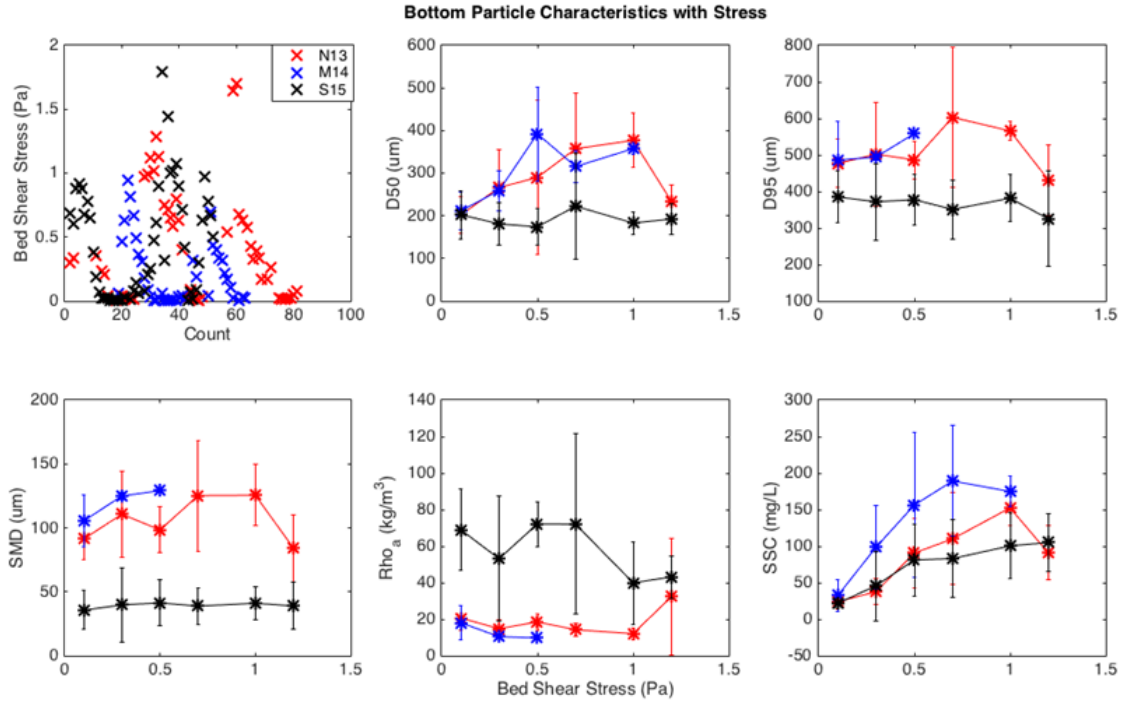 Bottom Particle Characteristics with Stress
2
1.5
1
0.5
0
0 20 40 60 80 100
Bed Shear Stress (Pa)
Count
N13
M14
S15
600
500
400
300
200
100
0
0 0.5 1 1.5
D50 (um)
800
700
600
500
400
300
200
100
0 0.5 1 1.5
D95 (um)
200
150
100
50
0
0 0.5 1 1.5
SMD (um)
140
120
100
80
60
40
20
0
0 0.5 1 1.5
Rho_a (kg/m³)
Bed Shear Stress (Pa)
300
250
200
150
100
50
0
-50
0 0.5 1 1.5
SSC (mg/L)